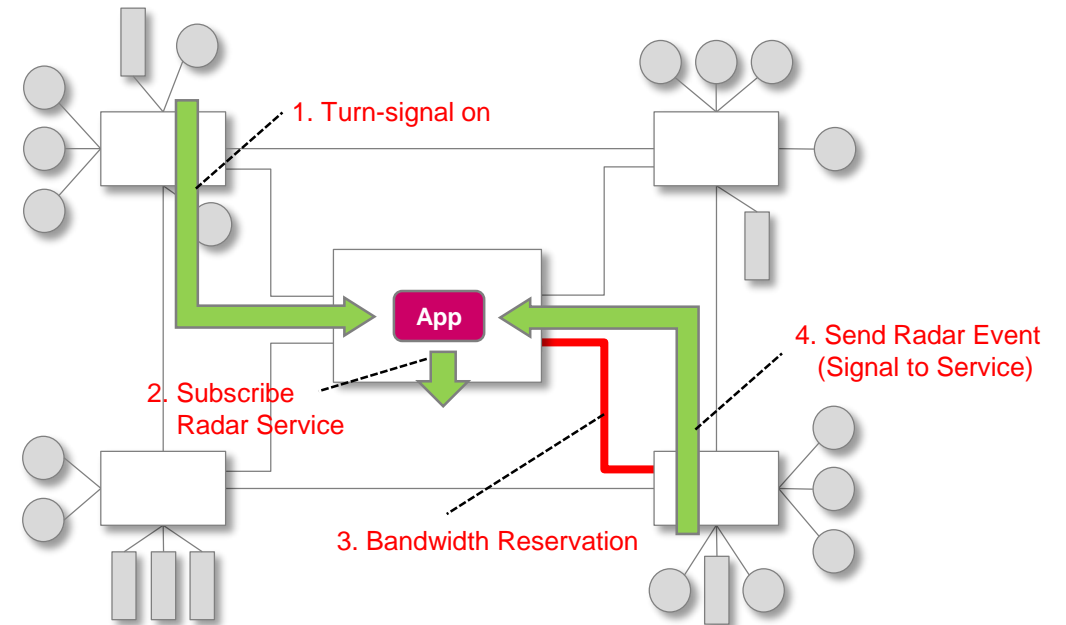 1. Turn-signal on
App
2. Subscribe
Radar Service
3. Bandwidth Reservation
4. Send Radar Event
(Signal to Service)